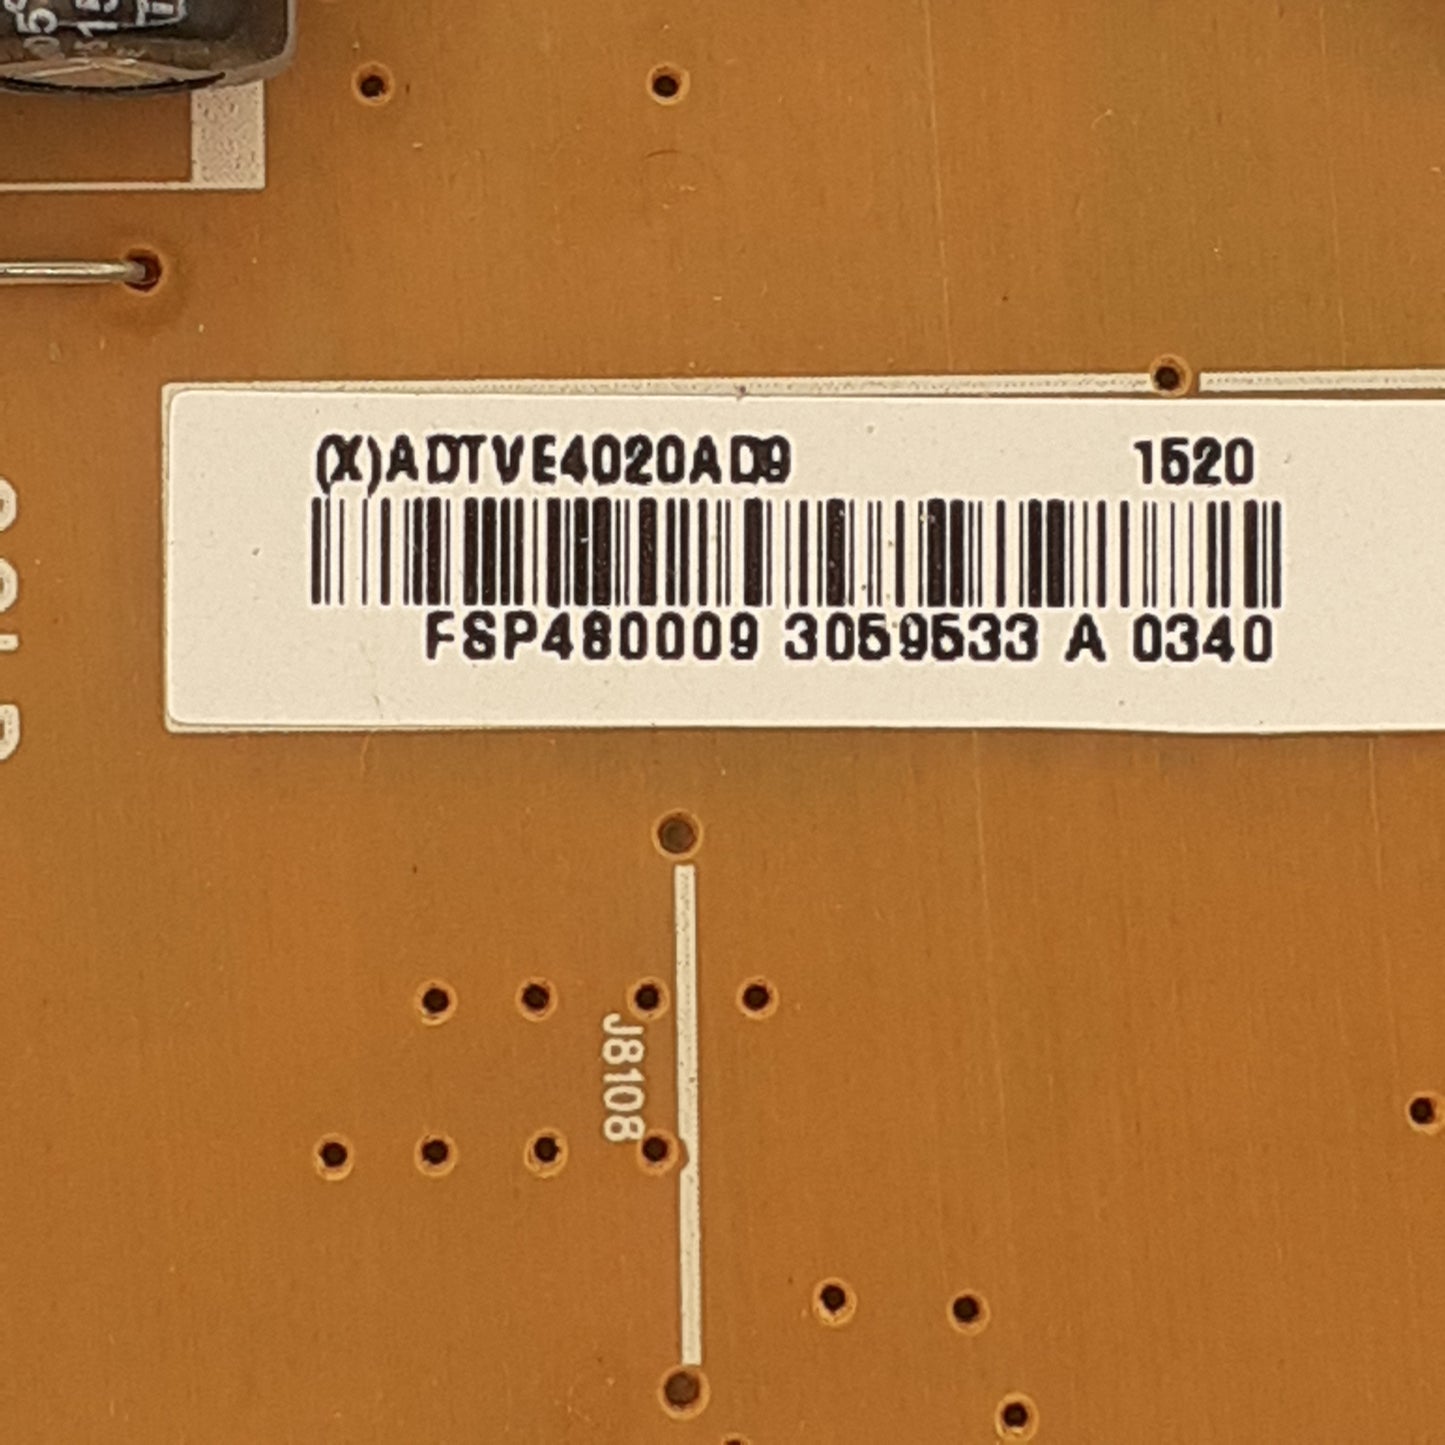 (X)ADTVE4020AD9 1520
FSP480009 3059533 A 0340
J8108